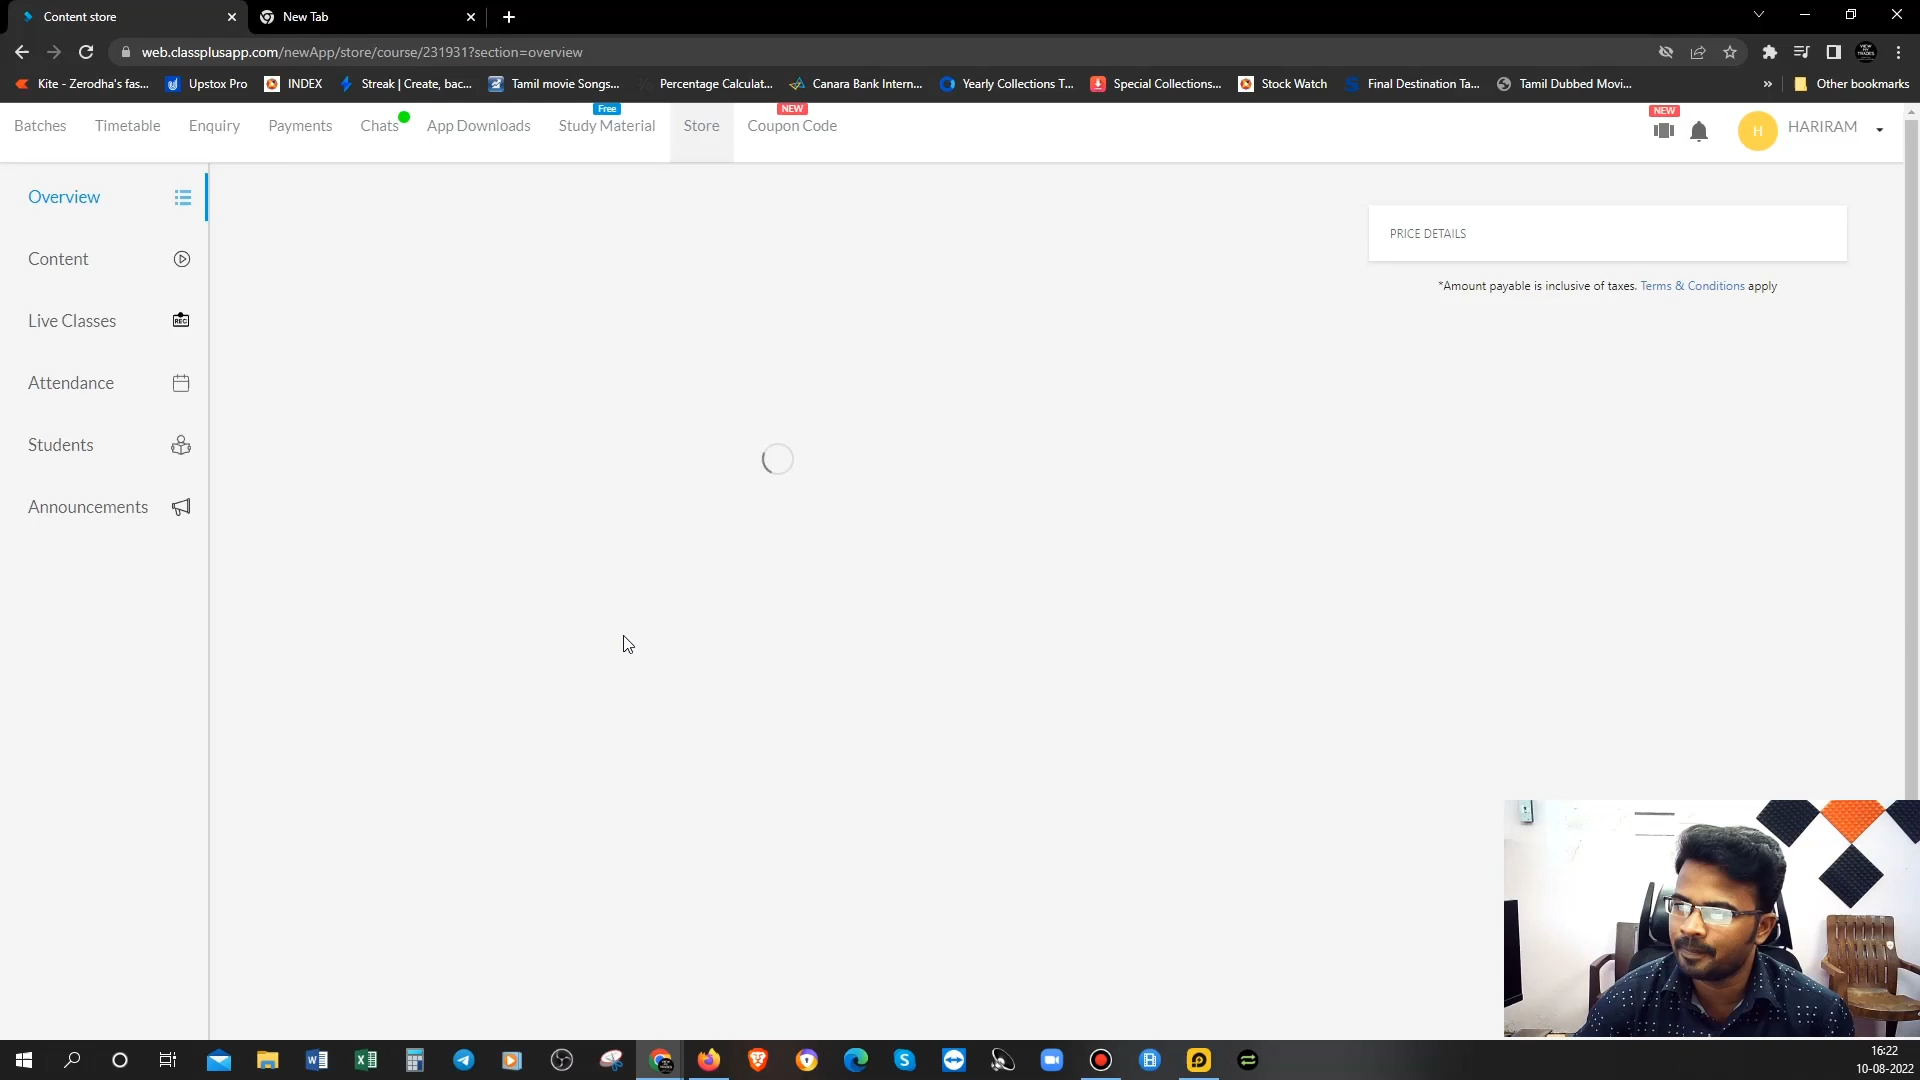 Content store
New Tab
web.classplusapp.com/newApp/store/course/231931?section=overview
Kite - Zerodha's fas...
Upstox Pro
INDEX
Streak | Create, bac...
Tamil movie Songs...
Percentage Calculat...
Canara Bank Intern...
Yearly Collections T...
Special Collections...
Stock Watch
Final Destination Ta...
Tamil Dubbed Movi...
»
Other bookmarks
Free
NEW
NEW
Batches
Timetable
Enquiry
Payments
Chats
App Downloads
Study Material
Store
Coupon Code
H
HARIRAM
Overview
Content
Live Classes
REC
Attendance
Students
Announcements
PRICE DETAILS
*Amount payable is inclusive of taxes. Terms & Conditions apply
16:22
10-08-2022